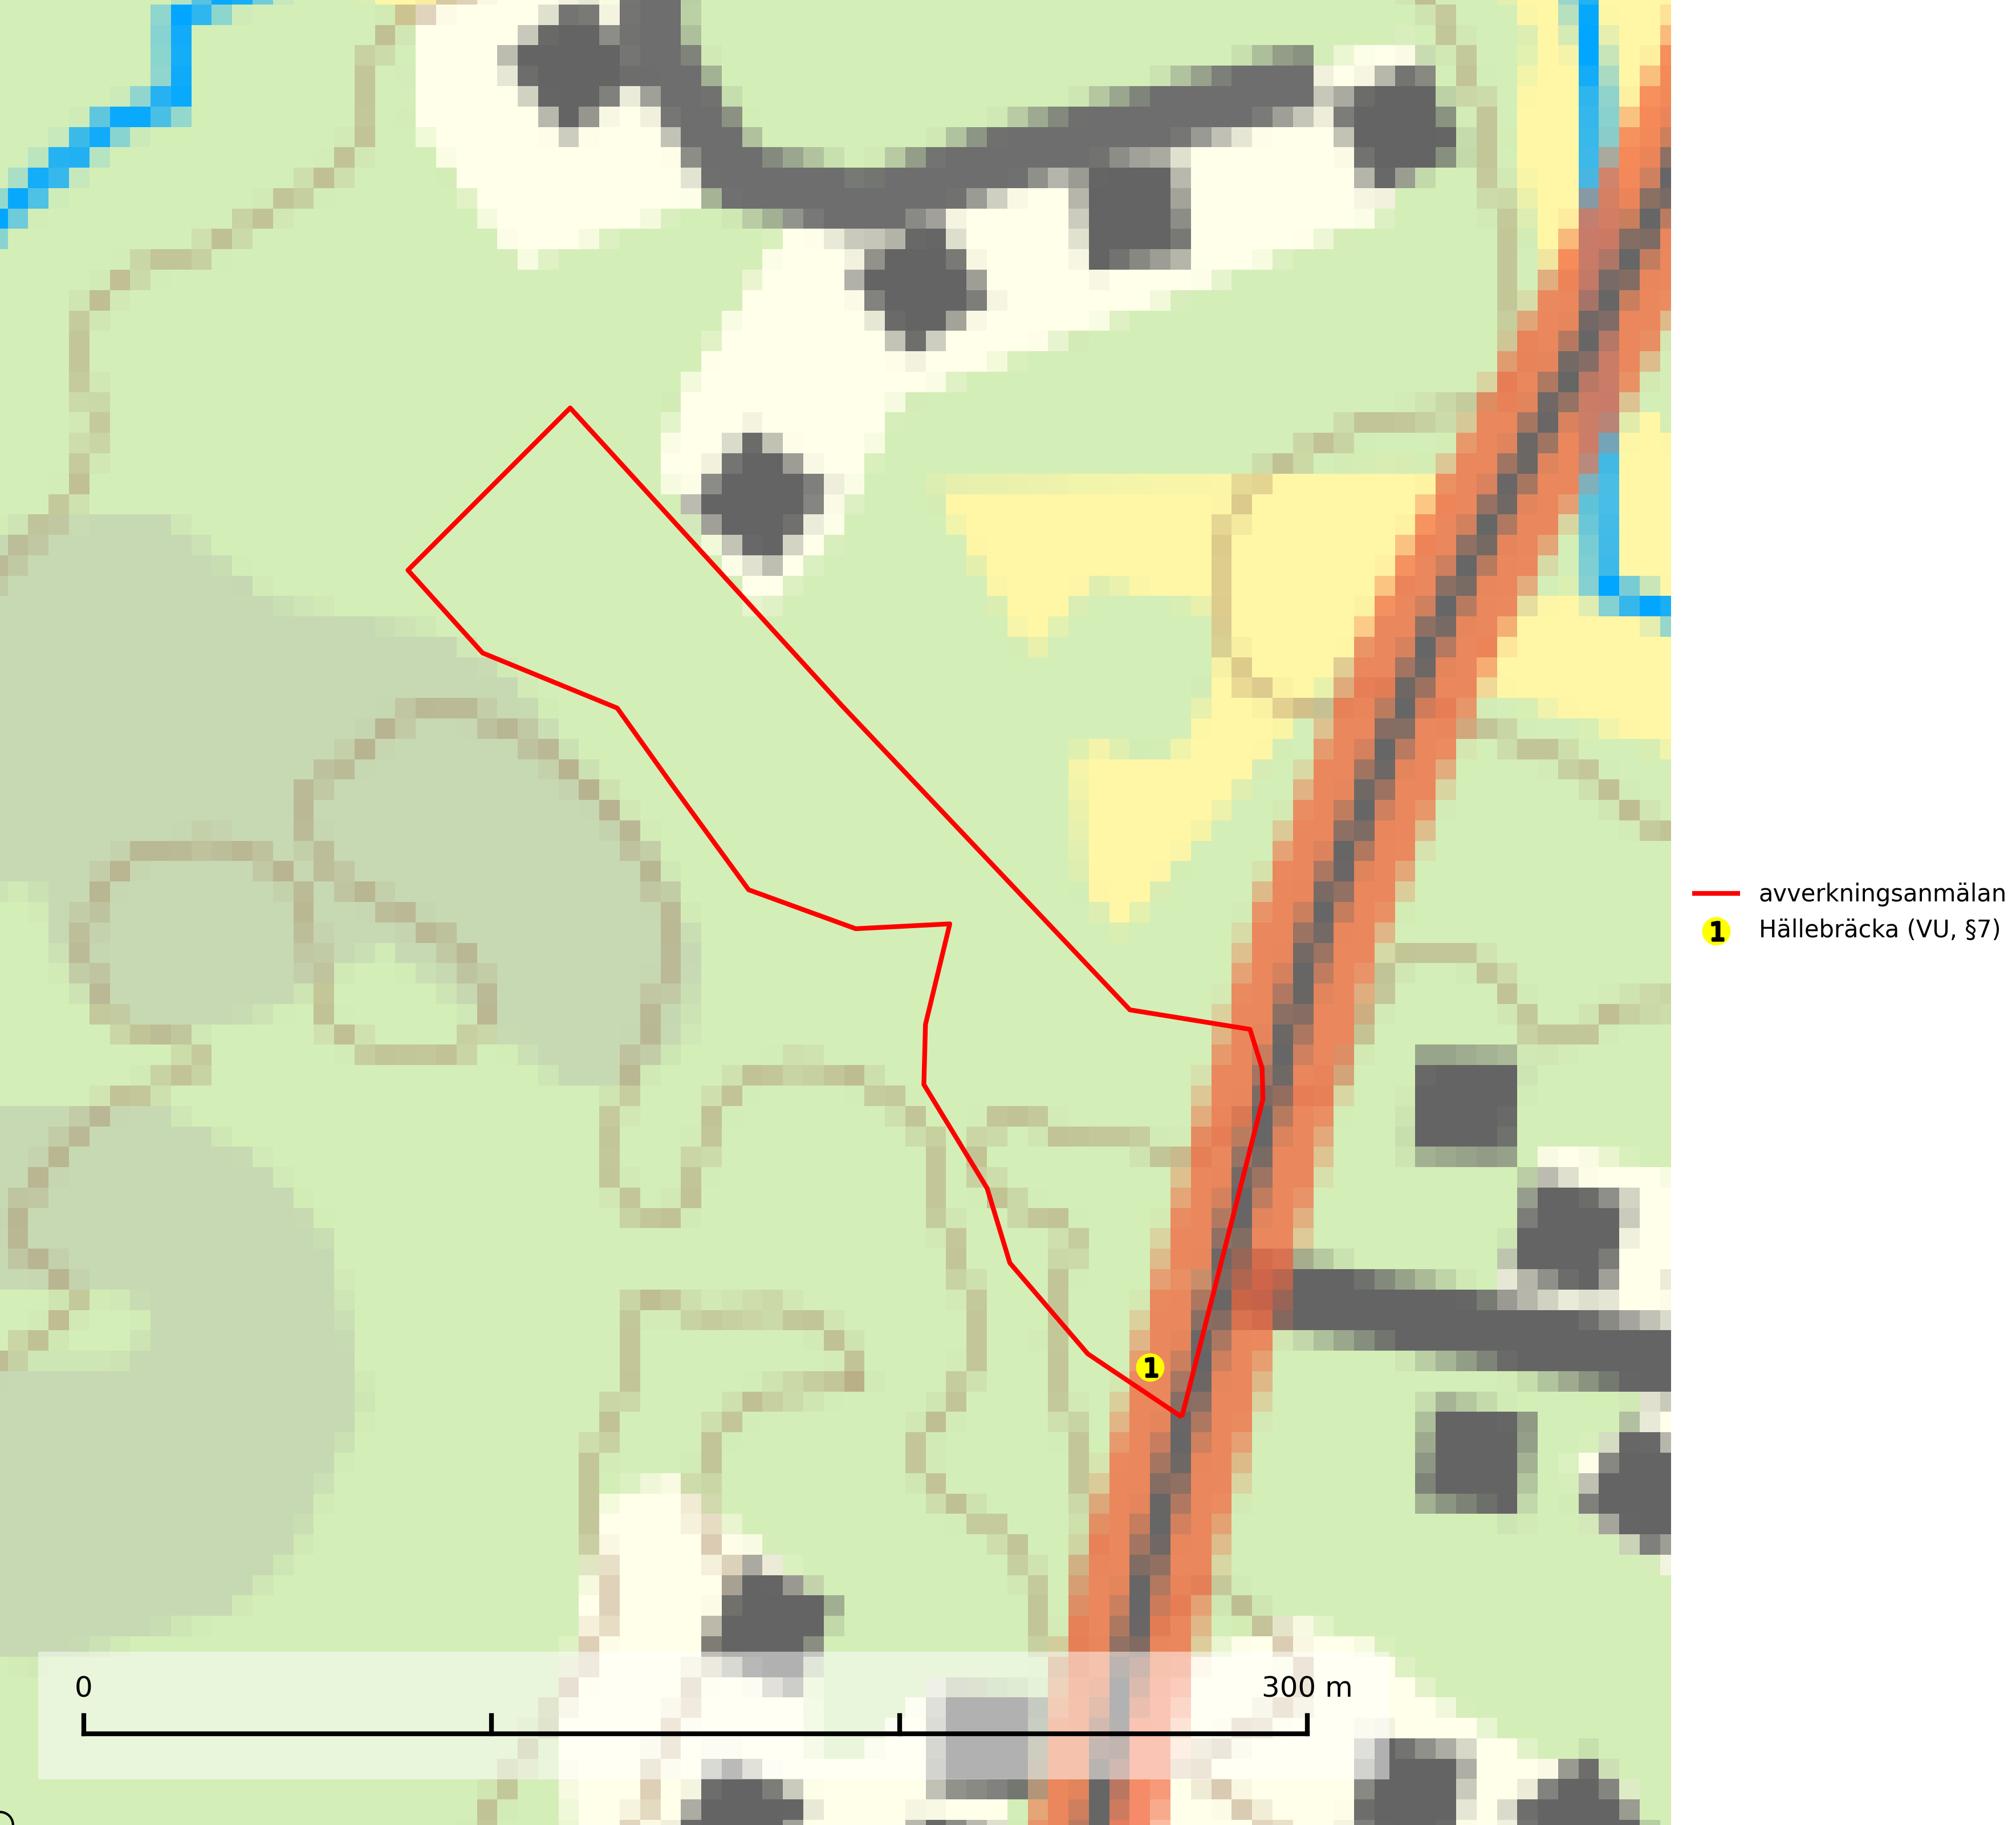 avverkningsanmälan
1 Hällebräcka (VU, §7)
1
0 300 m